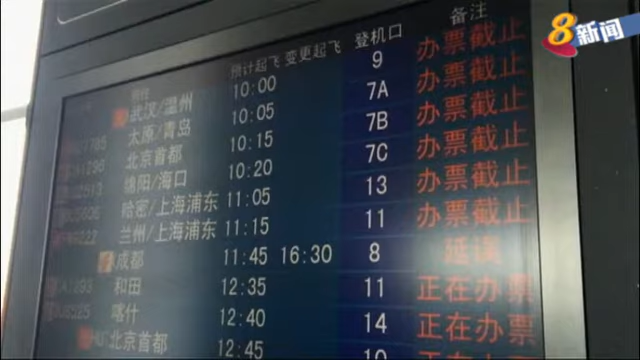 8新闻
预计起飞 变更起飞 登机口 备注
武汉/温州 10:00 9 办票截止
太原/青岛 10:05 7A 办票截止
北京首都 10:15 7B 办票截止
绵阳/海口 10:20 7C 办票截止
哈密/上海浦东 11:05 13 办票截止
兰州/上海浦东 11:15 11 办票截止
成都 11:45 16:30 8 延误
和田 12:35 11 正在办票
喀什 12:40 14 正在办票
北京首都 12:45 10